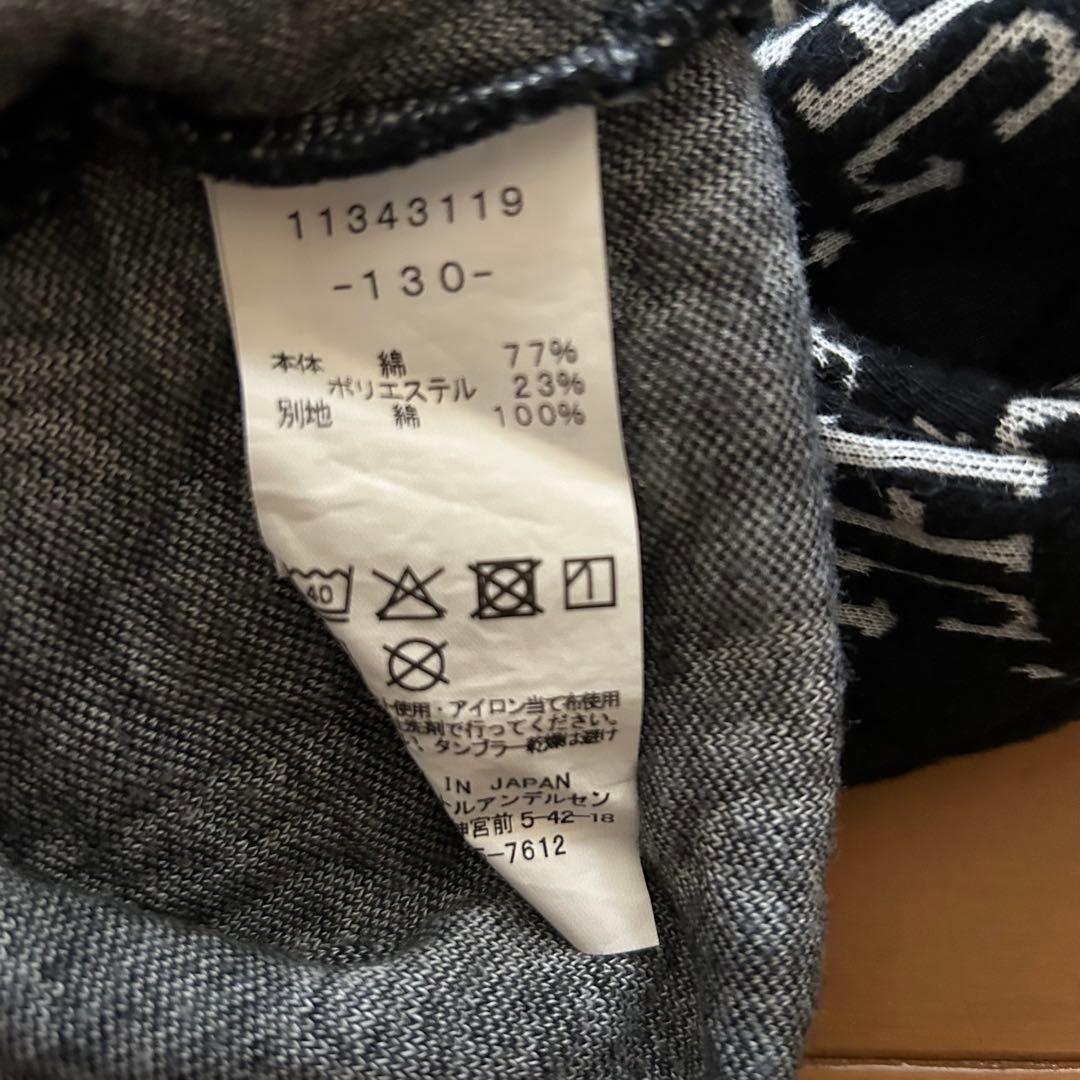 11343119
-130-
本体 綿 77%
ポリエステル 23%
別地 綿 100%
40
使用・アイロン当て布使用
洗剤で行ってください。
タンブラー乾燥は避け
IN JAPAN
トルアンデルセン
神宮前 5-42-18
-7612